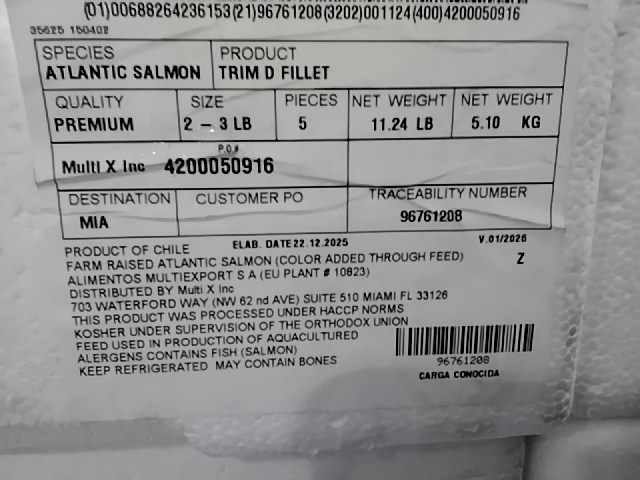 (01)00688264236153(21)96761208(3202)001124(400)4200050916
35625 150402
SPECIES PRODUCT
ATLANTIC SALMON TRIM D FILLET
QUALITY SIZE PIECES NET WEIGHT NET WEIGHT
PREMIUM 2 - 3 LB 5 11.24 LB 5.10 KG
P.O#
Multi X Inc 4200050916
DESTINATION CUSTOMER PO TRACEABILITY NUMBER
MIA 96761208
PRODUCT OF CHILE ELAB. DATE 22.12.2025 V.01/2026
FARM RAISED ATLANTIC SALMON (COLOR ADDED THROUGH FEED) Z
ALIMENTOS MULTIEXPORT S A (EU PLANT # 10823)
DISTRIBUTED BY Multi X Inc
703 WATERFORD WAY (NW 62 nd AVE) SUITE 510 MIAMI FL 33126
THIS PRODUCT WAS PROCESSED UNDER HACCP NORMS
KOSHER UNDER SUPERVISION OF THE ORTHODOX UNION
FEED USED IN PRODUCTION OF AQUACULTURED
ALERGENS CONTAINS FISH (SALMON)
KEEP REFRIGERATED MAY CONTAIN BONES
96761208
CARGA CONOCIDA